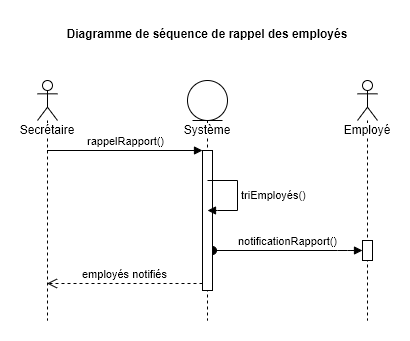 Diagramme de séquence de rappel des employés
Secrétaire
Système
Employé
rappelRapport()
triEmployés()
notificationRapport()
employés notifiés